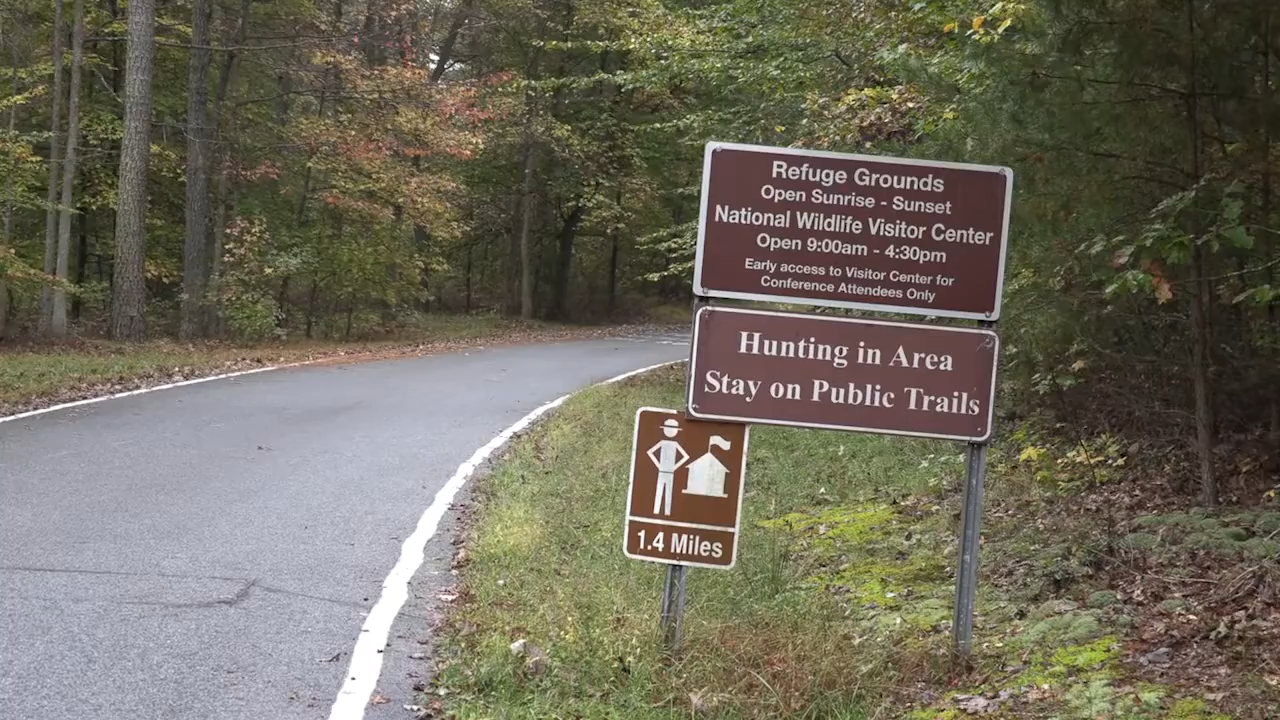 Refuge Grounds
Open Sunrise - Sunset
National Wildlife Visitor Center
Open 9:00am - 4:30pm
Early access to Visitor Center for
Conference Attendees Only
Hunting in Area
Stay on Public Trails
1.4 Miles